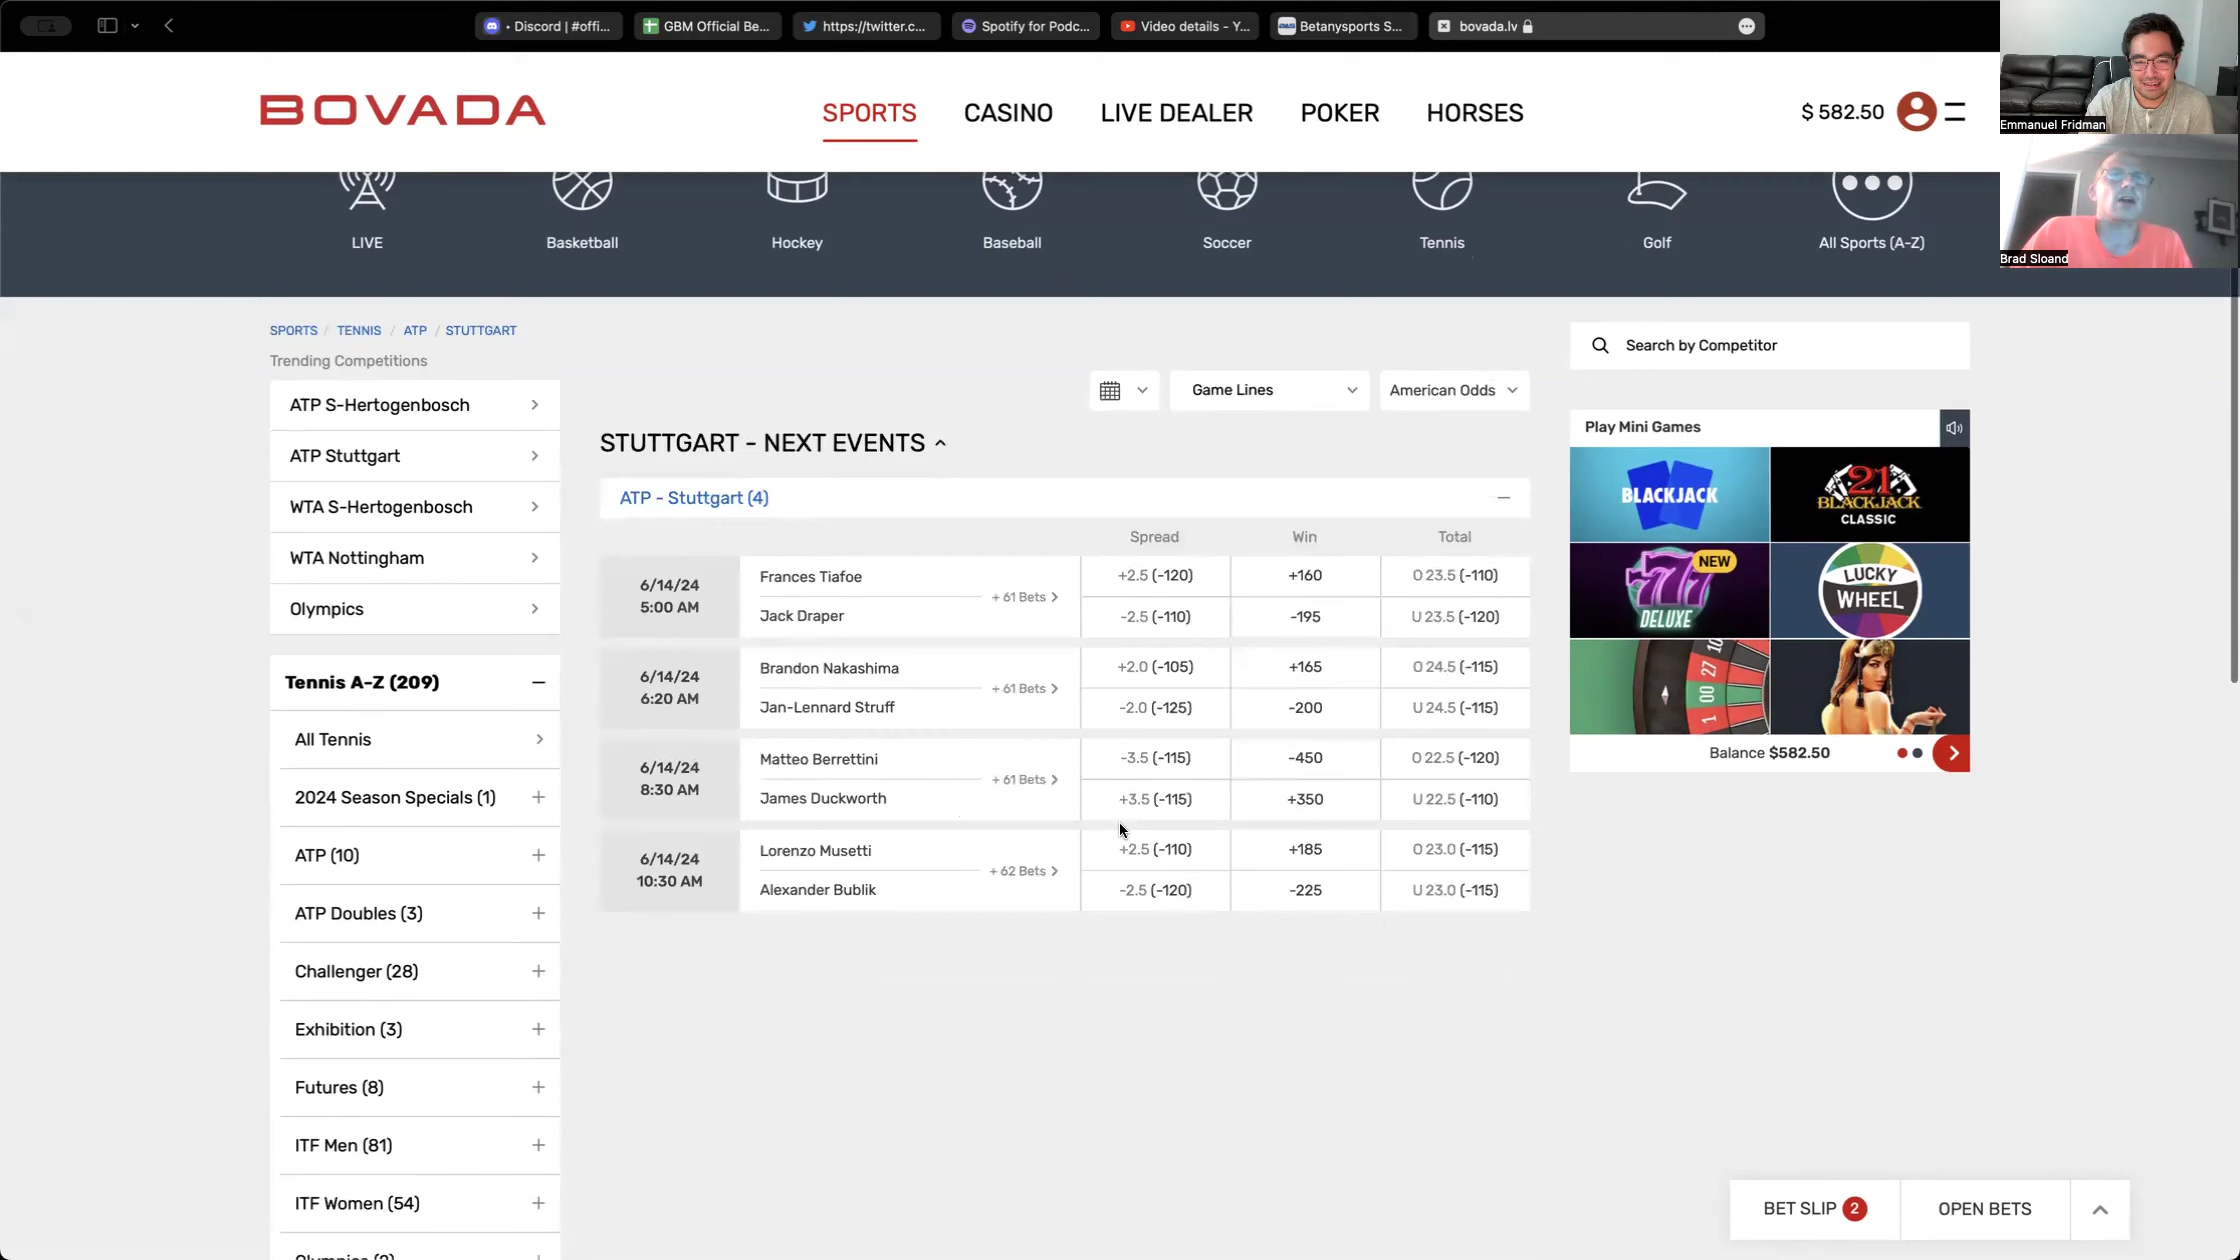 • Discord | #offi...
GBM Official Be...
https://twitter.c...
Spotify for Podc...
Video details - Y...
Betanysports S...
bovada.lv
BOVADA
SPORTS
CASINO
LIVE DEALER
POKER
HORSES
$ 582.50
Emmanuel Fridman
Brad Sloand
LIVE
Basketball
Hockey
Baseball
Soccer
Tennis
Golf
All Sports (A-Z)
SPORTS / TENNIS / ATP / STUTTGART
Trending Competitions
ATP S-Hertogenbosch
ATP Stuttgart
WTA S-Hertogenbosch
WTA Nottingham
Olympics
Tennis A-Z (209)
All Tennis
2024 Season Specials (1)
ATP (10)
ATP Doubles (3)
Challenger (28)
Exhibition (3)
Futures (8)
ITF Men (81)
ITF Women (54)
Game Lines
American Odds
STUTTGART - NEXT EVENTS
ATP - Stuttgart (4)
Spread Win Total
6/14/24
5:00 AM
Frances Tiafoe
+ 61 Bets
Jack Draper
+2.5 (-120) +160 O 23.5 (-110)
-2.5 (-110) -195 U 23.5 (-120)
6/14/24
6:20 AM
Brandon Nakashima
+ 61 Bets
Jan-Lennard Struff
+2.0 (-105) +165 O 24.5 (-115)
-2.0 (-125) -200 U 24.5 (-115)
6/14/24
8:30 AM
Matteo Berrettini
+ 61 Bets
James Duckworth
-3.5 (-115) -450 O 22.5 (-120)
+3.5 (-115) +350 U 22.5 (-110)
6/14/24
10:30 AM
Lorenzo Musetti
+ 62 Bets
Alexander Bublik
+2.5 (-110) +185 O 23.0 (-115)
-2.5 (-120) -225 U 23.0 (-115)
Search by Competitor
Play Mini Games
BLACKJACK
21
BLACKJACK
CLASSIC
NEW
777
DELUXE
LUCKY
WHEEL
10
27
00
1
Balance $582.50
BET SLIP 2
OPEN BETS